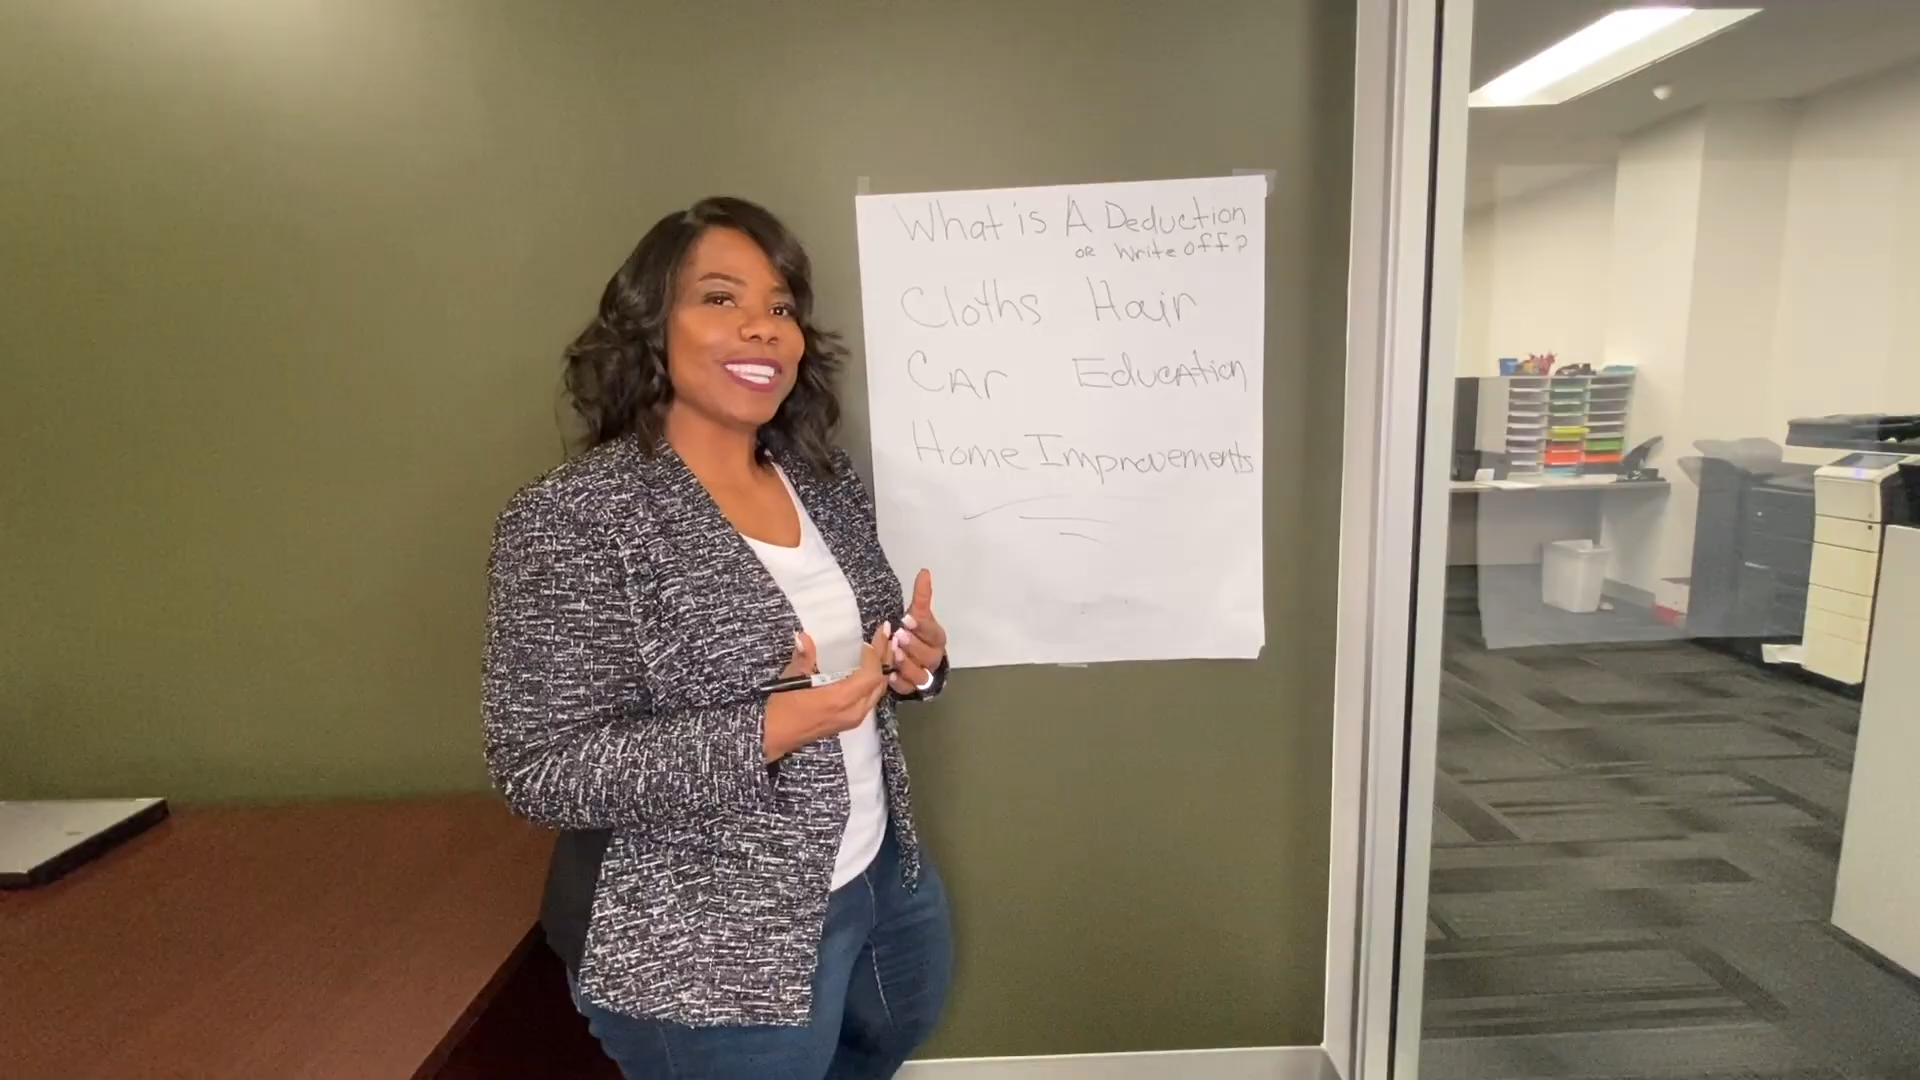 What is A Deduction
or Write off?
Cloths Hair
Car Education
Home Improvements